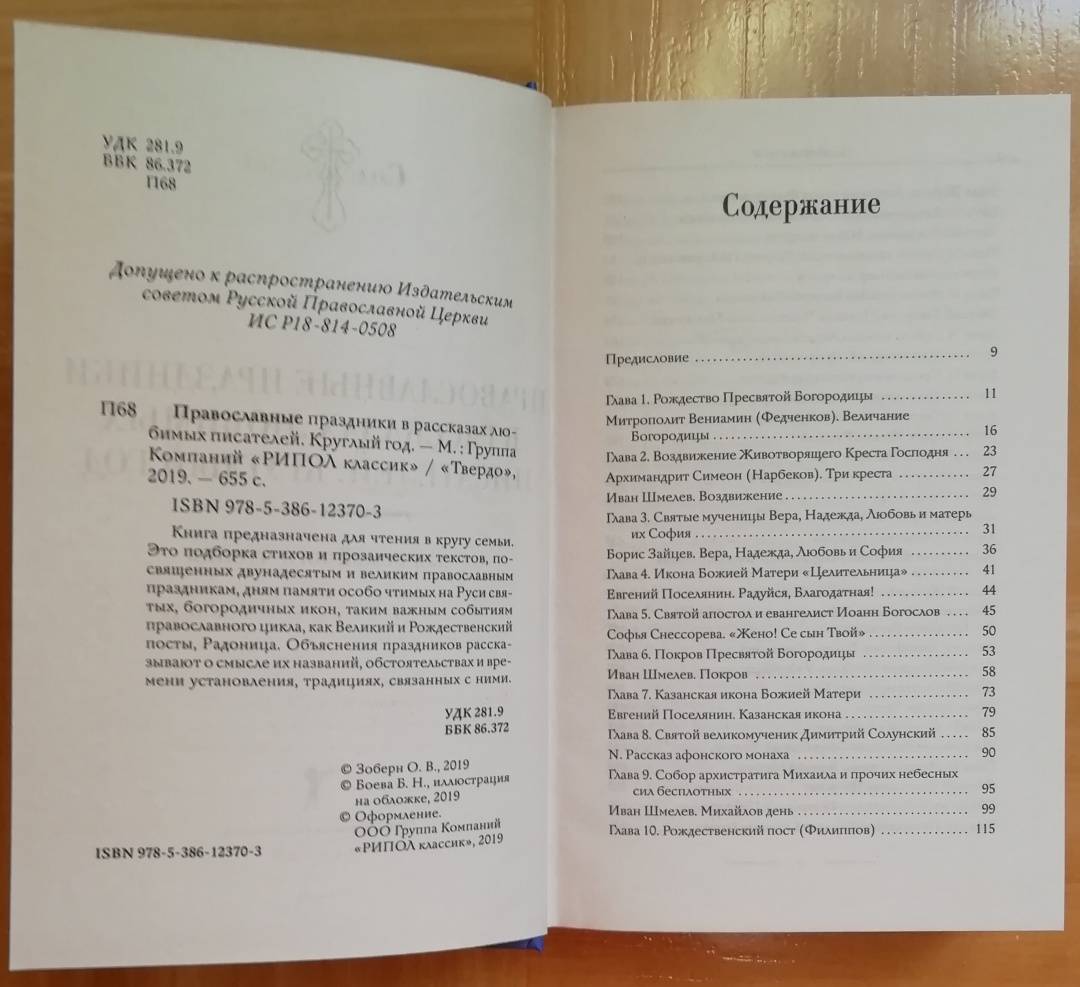 УДК 281.9
ББК 86.372
П68
Допущено к распространению Издательским
советом Русской Православной Церкви
ИС Р18-814-0508
П68 Православные праздники в рассказах лю-
бимых писателей. Круглый год. — М. : Группа
Компаний «РИПОЛ классик» / «Твердо»,
2019. — 655 с.
ISBN 978-5-386-12370-3
Книга предназначена для чтения в кругу семьи.
Это подборка стихов и прозаических текстов, по-
священных двунадесятым и великим православным
праздникам, дням памяти особо чтимых на Руси свя-
тых, богородичных икон, таким важным событиям
православного цикла, как Великий и Рождественский
посты, Радоница. Объяснения праздников расска-
зывают о смысле их названий, обстоятельствах и вре-
мени установления, традициях, связанных с ними.
УДК 281.9
ББК 86.372
© Зоберн О. В., 2019
© Боева Б. Н., иллюстрация
на обложке, 2019
© Оформление.
ООО Группа Компаний
«РИПОЛ классик», 2019
ISBN 978-5-386-12370-3
Содержание
Предисловие 9
Глава 1. Рождество Пресвятой Богородицы 11
Митрополит Вениамин (Федченков). Величание
Богородицы 16
Глава 2. Воздвижение Животворящего Креста Господня 23
Архимандрит Симеон (Нарбеков). Три креста 27
Иван Шмелев. Воздвижение 29
Глава 3. Святые мученицы Вера, Надежда, Любовь и матерь
их София 31
Борис Зайцев. Вера, Надежда, Любовь и София 36
Глава 4. Икона Божией Матери «Целительница» 41
Евгений Поселянин. Радуйся, Благодатная! 44
Глава 5. Святой апостол и евангелист Иоанн Богослов 45
Софья Снессорева. «Жено! Се сын Твой» 50
Глава 6. Покров Пресвятой Богородицы 53
Иван Шмелев. Покров 58
Глава 7. Казанская икона Божией Матери 73
Евгений Поселянин. Казанская икона 79
Глава 8. Святой великомученик Димитрий Солунский 85
N. Рассказ афонского монаха 90
Глава 9. Собор архистратига Михаила и прочих небесных
сил бесплотных 95
Иван Шмелев. Михайлов день 99
Глава 10. Рождественский пост (Филиппов) 115